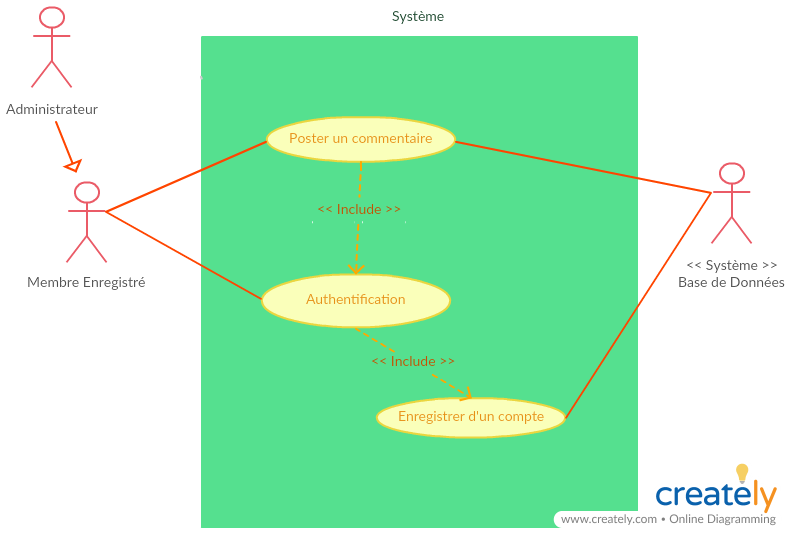 Système
Administrateur
Poster un commentaire
<< Include >>
Membre Enregistré
<< Système >>
Base de Données
Authentification
<< Include >>
Enregistrer d'un compte
creately
www.creately.com • Online Diagramming